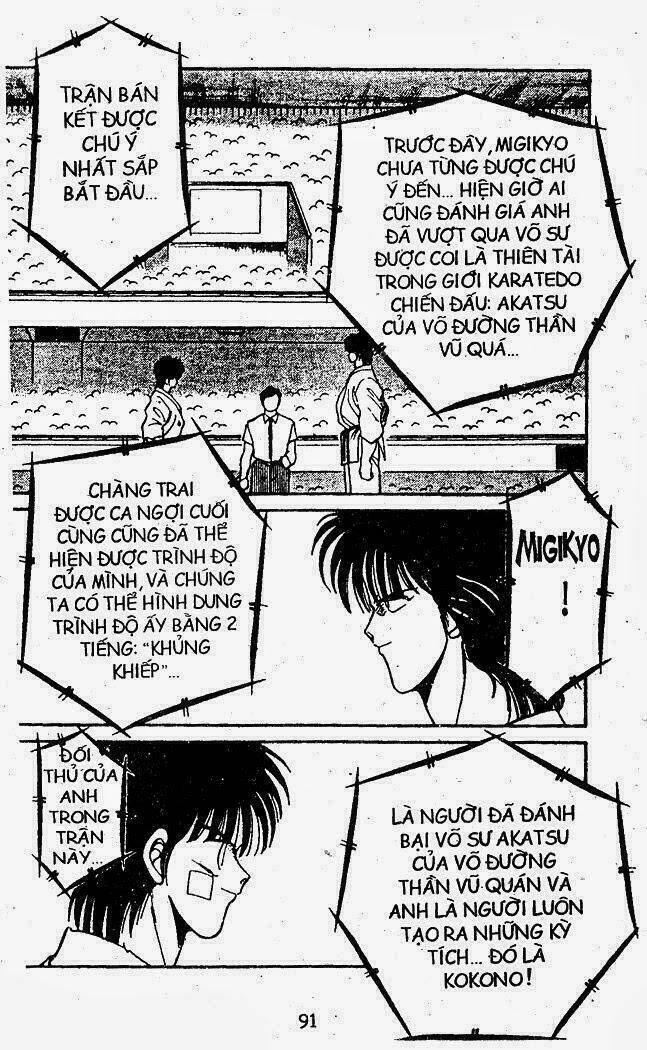 TRẬN BÁN
KẾT ĐƯỢC
CHÚ Ý
NHẤT SẮP
BẮT ĐẦU...
TRƯỚC ĐÂY, MIGIKYO
CHƯA TỪNG ĐƯỢC CHÚ
Ý ĐẾN... HIỆN GIỜ AI
CŨNG ĐÁNH GIÁ ANH
ĐÃ VƯỢT QUA VÕ SƯ
ĐƯỢC COI LÀ THIÊN TÀI
TRONG GIỚI KARATEDO
CHIẾN ĐẤU: AKATSU
CỦA VÕ ĐƯỜNG THẦN
VŨ QUÁ...
CHÀNG TRAI
ĐƯỢC CA NGỢI CUỐI
CÙNG CŨNG ĐÃ THỂ
HIỆN ĐƯỢC TRÌNH ĐỘ
CỦA MÌNH, VÀ CHÚNG
TA CÓ THỂ HÌNH DUNG
TRÌNH ĐỘ ẤY BẰNG 2
TIẾNG: "KHỦNG
KHIẾP"...
MIGIKYO
!
ĐỐI
THỦ CỦA
ANH
TRONG
TRẬN
NÀY...
LÀ NGƯỜI ĐÃ ĐÁNH
BẠI VÕ SƯ AKATSU
CỦA VÕ ĐƯỜNG
THẦN VŨ QUÁN VÀ
ANH LÀ NGƯỜI LUÔN
TẠO RA NHỮNG KỲ
TÍCH... ĐÓ LÀ
KOKONO!
91